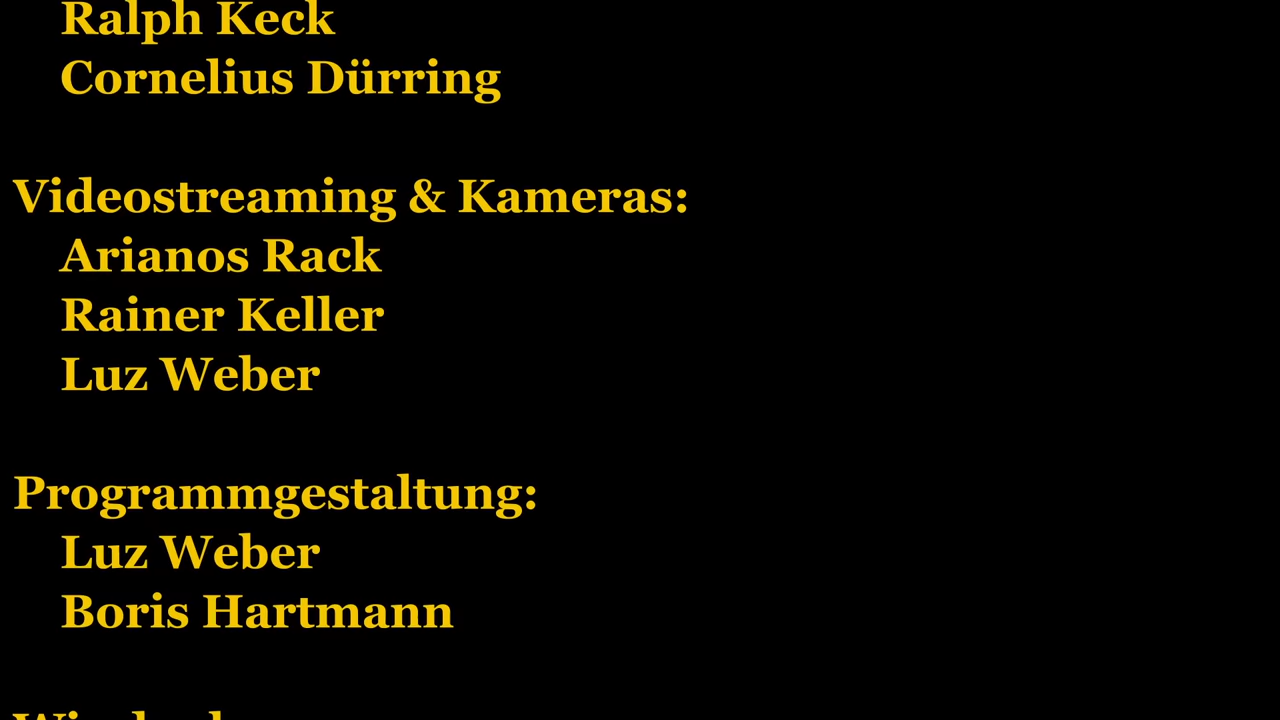 Ralph Keck
Cornelius Dürring
Videostreaming & Kameras:
Arianos Rack
Rainer Keller
Luz Weber
Programmgestaltung:
Luz Weber
Boris Hartmann